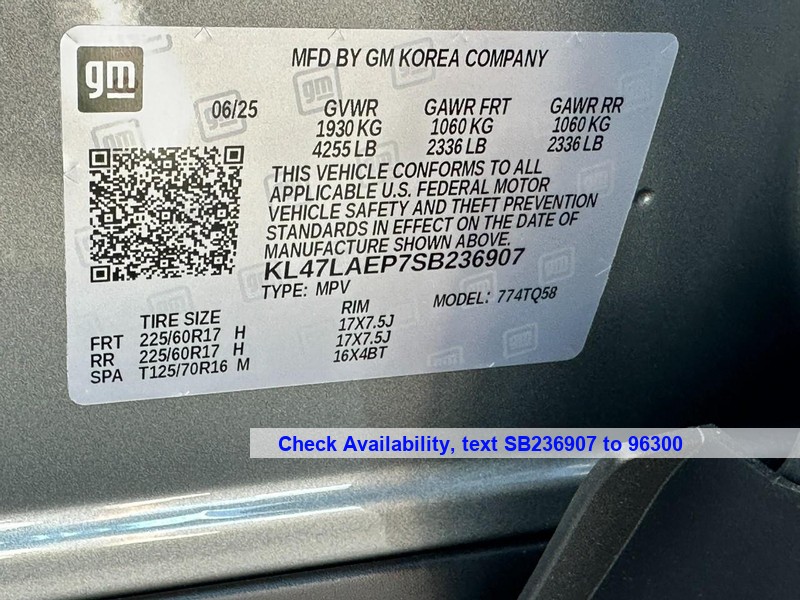 gm
MFD BY GM KOREA COMPANY
06/25 GVWR GAWR FRT GAWR RR
1930 KG 1060 KG 1060 KG
4255 LB 2336 LB 2336 LB
THIS VEHICLE CONFORMS TO ALL
APPLICABLE U.S. FEDERAL MOTOR
VEHICLE SAFETY AND THEFT PREVENTION
STANDARDS IN EFFECT ON THE DATE OF
MANUFACTURE SHOWN ABOVE.
KL47LAEP7SB236907
TYPE: MPV MODEL: 774TQ58
TIRE SIZE RIM
FRT 225/60R17 H 17X7.5J
RR 225/60R17 H 17X7.5J
SPA T125/70R16 M 16X4BT
Check Availability, text SB236907 to 96300